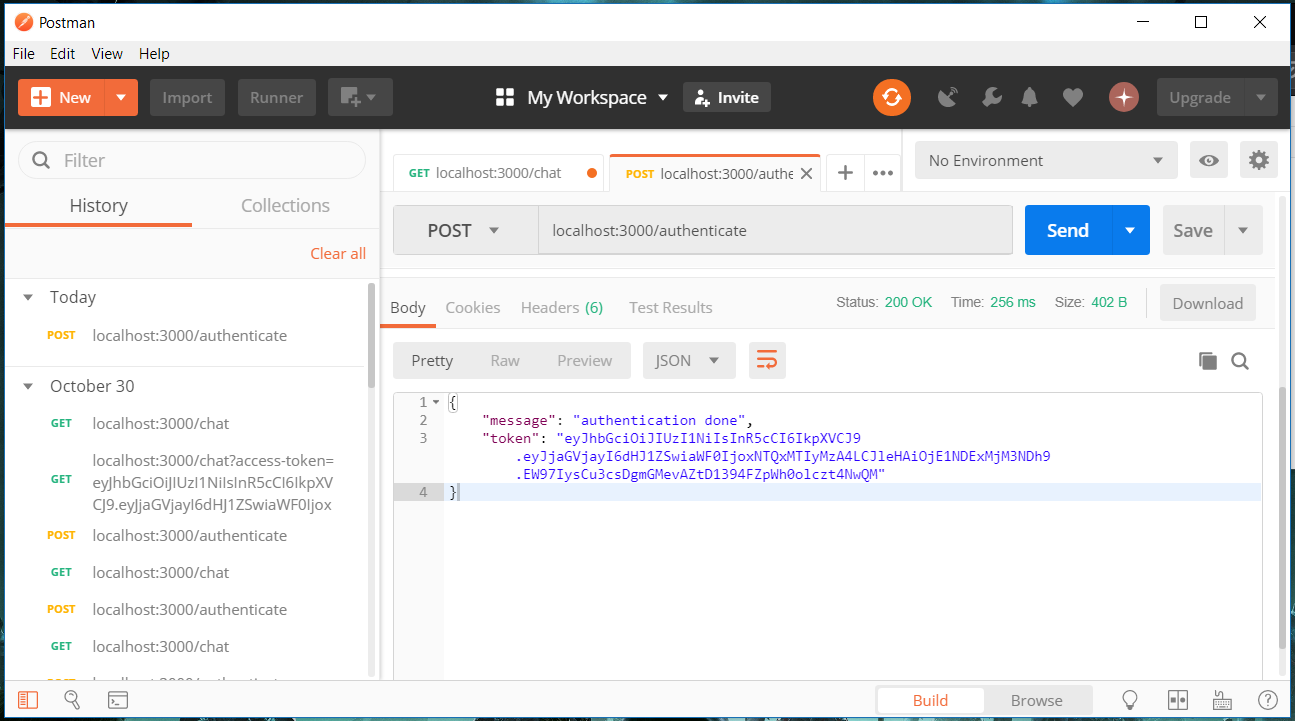 Postman
File Edit View Help
New Import Runner My Workspace Invite Upgrade
Filter
History Collections
Clear all
Today
POST localhost:3000/authenticate
October 30
GET localhost:3000/chat
GET localhost:3000/chat?access-token=
eyJhbGciOiJIUzI1NiIsInR5cCI6IkpXV
CJ9.eyJjaGVjayI6dHJ1ZSwiaWF0Ijox
POST localhost:3000/authenticate
GET localhost:3000/chat
POST localhost:3000/authenticate
GET localhost:3000/chat
GET localhost:3000/chat
POST localhost:3000/authe
No Environment
POST localhost:3000/authenticate Send Save
Body Cookies Headers (6) Test Results Status: 200 OK Time: 256 ms Size: 402 B Download
Pretty Raw Preview JSON
1 {
2 "message": "authentication done",
3 "token": "eyJhbGciOiJIUzI1NiIsInR5cCI6IkpXVCJ9
.eyJjaGVjayI6dHJ1ZSwiaWF0IjoxNTQxMTIyMzA4LCJleHAiOjE1NDExMjM3NDh9
.EW97IysCu3csDgmGMevAZtD1394FZpWh0olczt4NwQM"
4 }
Build Browse